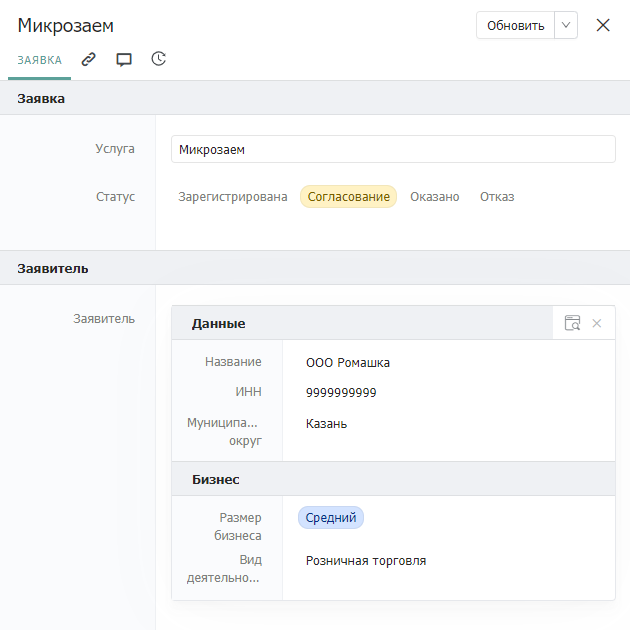 Микрозаем
Обновить
ЗАЯВКА
Заявка
Услуга
Микрозаем
Статус
Зарегистрирована Согласование Оказано Отказ
Заявитель
Заявитель
Данные
Название
ООО Ромашка
ИНН
9999999999
Муниципа...
округ
Казань
Бизнес
Размер
бизнеса
Средний
Вид
деятельно...
Розничная торговля